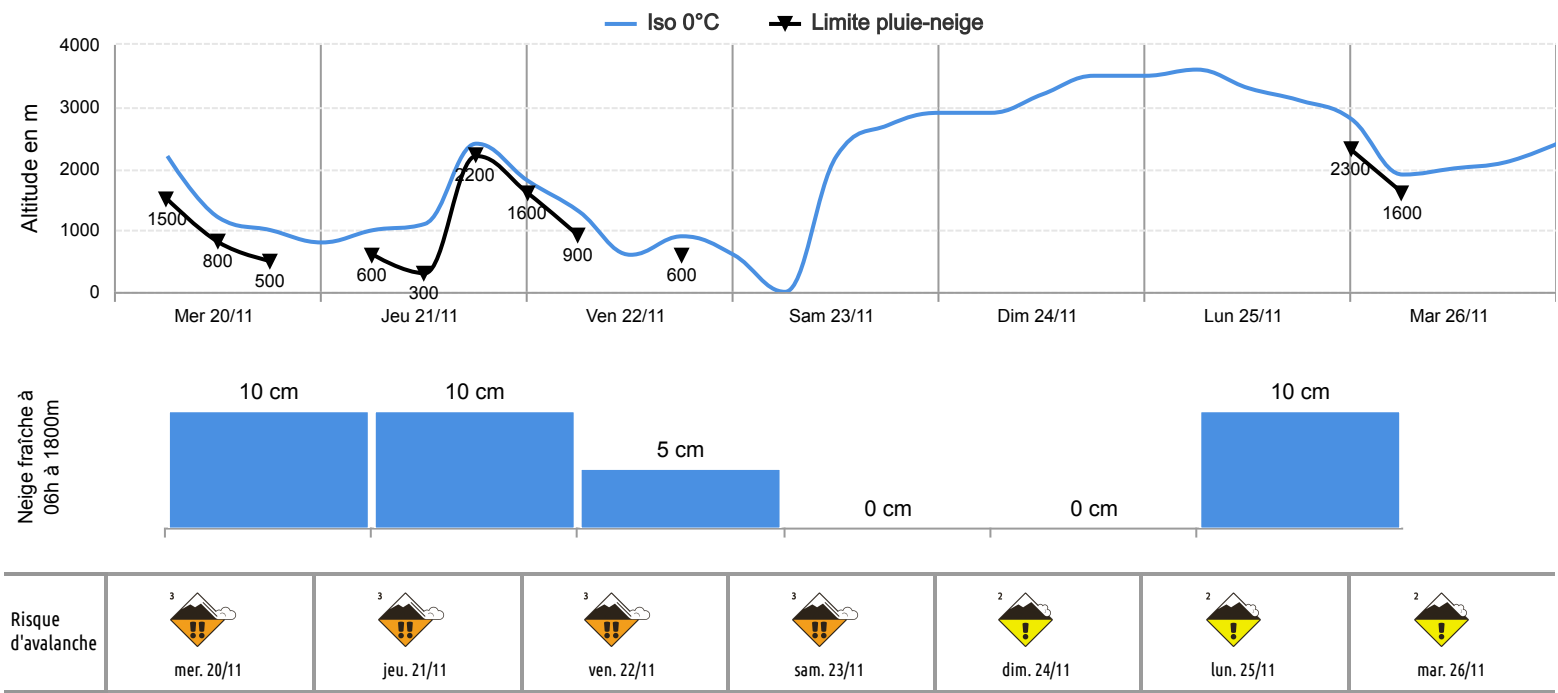 Iso 0°C Limite pluie-neige
Altitude en m
4000
3000
2000
1000
0
1500
800
500
600
300
2200
1600
900
600
2300
1600
Mer 20/11 Jeu 21/11 Ven 22/11 Sam 23/11 Dim 24/11 Lun 25/11 Mar 26/11
Neige fraîche à
06h à 1800m
10 cm 10 cm 5 cm 0 cm 0 cm 10 cm
Risque
d'avalanche
3 3 3 3 2 2 2
!! !! !! !! ! ! !
mer. 20/11 jeu. 21/11 ven. 22/11 sam. 23/11 dim. 24/11 lun. 25/11 mar. 26/11